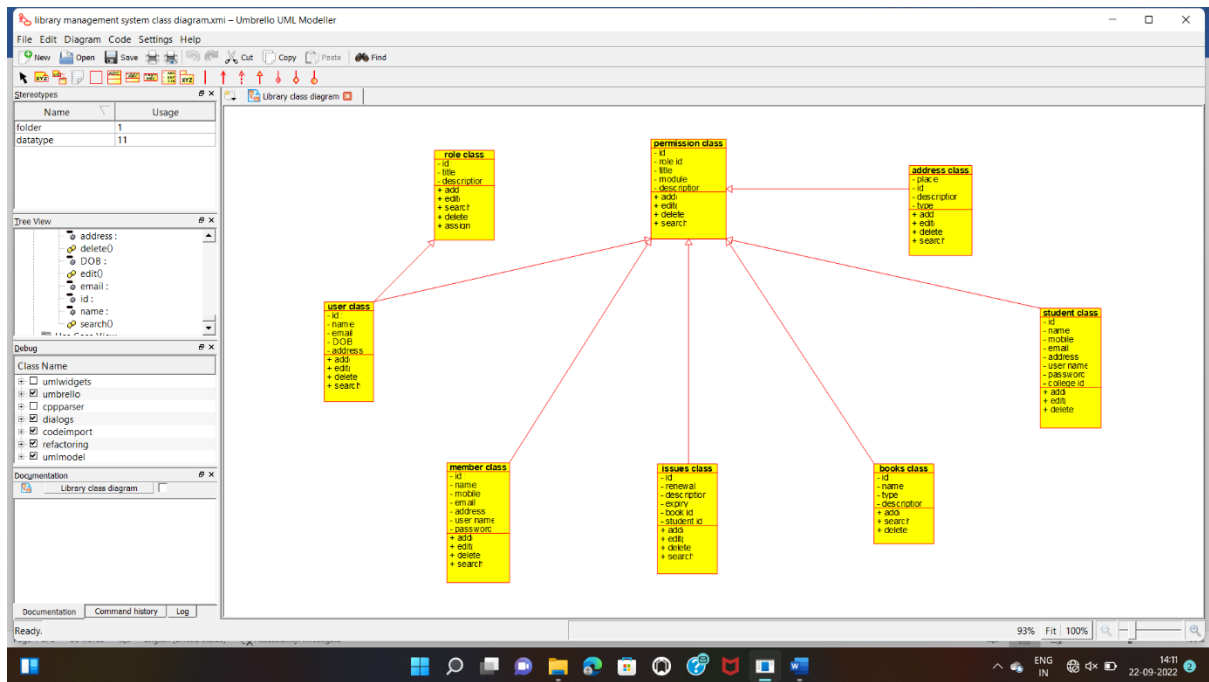 library management system class diagram.xmi – Umbrello UML Modeller
File Edit Diagram Code Settings Help
New Open Save Cut Copy Paste Find
Stereotypes
Library class diagram
Name Usage
folder 1
datatype 11
Tree View
address :
delete()
DOB :
edit()
email :
id :
name :
search()
Debug
Class Name
umlwidgets
umbrello
cppparser
dialogs
codeimport
refactoring
umlmodel
Documentation
Library class diagram
Documentation Command history Log
role class
- id
- title
- description
+ add
+ edit
+ search
+ delete
+ assign
permission class
- id
- role id
- title
- module
- description
+ add(
+ edit(
+ delete
+ search
address class
- place
- id
- description
- type
+ add
+ edit(
+ delete
+ search
user class
- id
- name
- email
- DOB
- address
+ add(
+ edit(
+ delete
+ search
student class
- id
- name
- mobile
- email
- address
- user name
- password
- college id
+ add(
+ edit(
+ delete
member class
- id
- name
- mobile
- email
- address
- user name
- password
+ add(
+ edit(
+ delete
+ search
issues class
- id
- renewal
- description
- expiry
- book id
- student id
+ add(
+ edit(
+ delete
+ search
books class
- id
- name
- type
- description
+ add(
+ search
+ delete
Ready.
93% Fit 100%
ENG
IN
14:11
22-09-2022
2